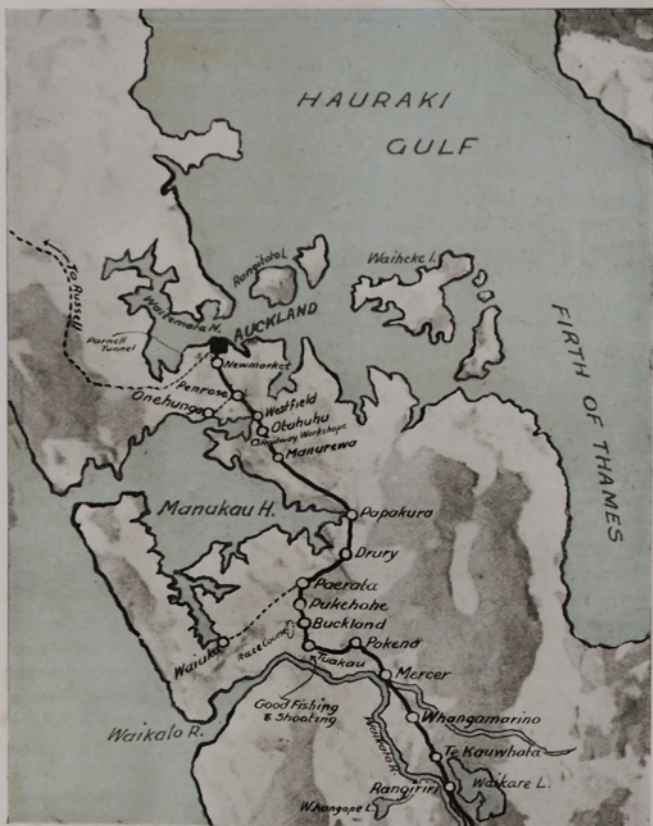 HAURAKI
GULF
Rangitoto I.
Waiheke I.
To Russell
Waitemata H.
AUCKLAND
Parnell
Tunnel
Newmarket
FIRTH OF THAMES
Penrose
Onehunga
Westfield
Otahuhu
Railway Workshops
Manurewa
Manukau H.
Papakura
Drury
Paerata
Pukehohe
Buckland
Race Course
Waiuku
Tuakau
Pokeno
Mercer
Good Fishing
& Shooting
Waikato R.
Whangamarino
Waikato R.
Te Kauwhata
Rangiriri
Waikare L.
Whangape L.